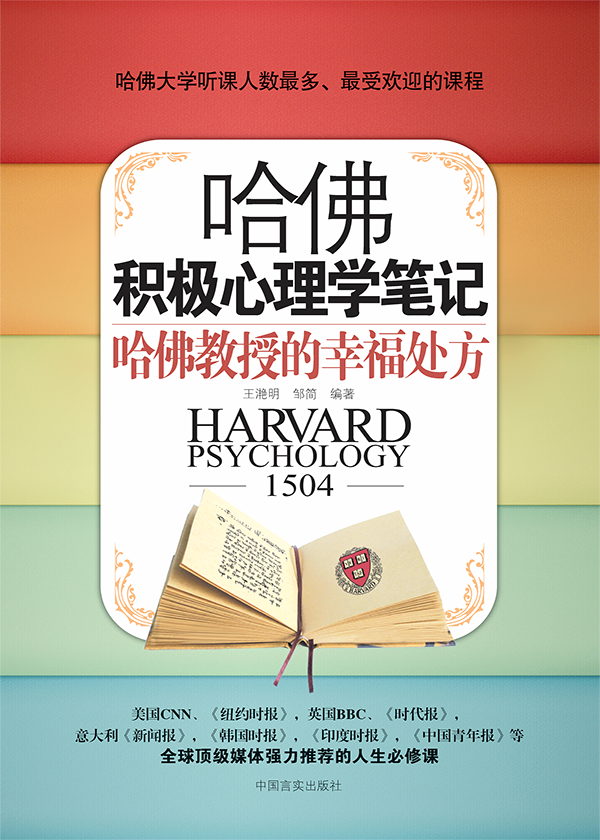 哈佛大学听课人数最多、最受欢迎的课程
哈佛
积极心理学笔记
哈佛教授的幸福处方
王滟明 邹简 编著
HARVARD
PSYCHOLOGY
1504
HARVARD
美国CNN、《纽约时报》，英国BBC、《时代报》，
意大利《新闻报》、《韩国时报》、《印度时报》、《中国青年报》等
全球顶级媒体强力推荐的人生必修课
中国言实出版社